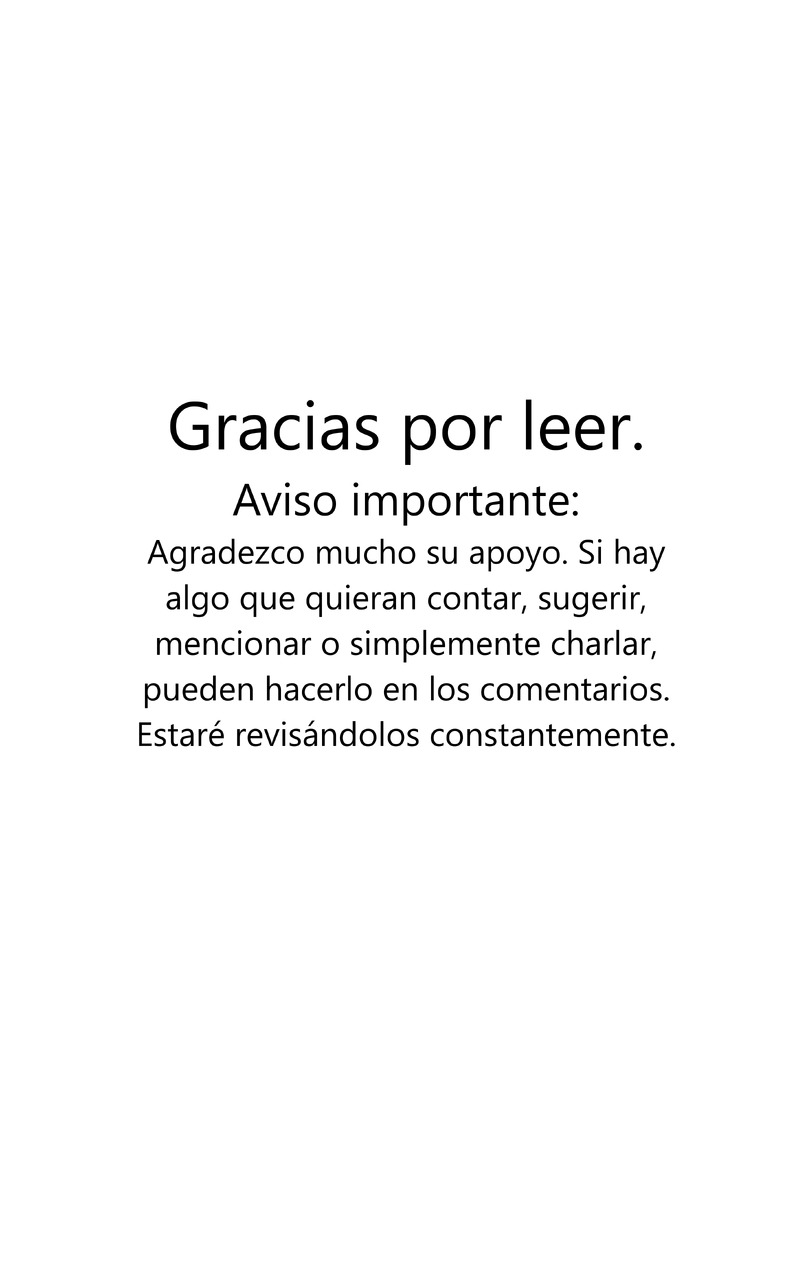 Gracias por leer.
Aviso importante:
Agradezco mucho su apoyo. Si hay
algo que quieran contar, sugerir,
mencionar o simplemente charlar,
pueden hacerlo en los comentarios.
Estaré revisándolos constantemente.